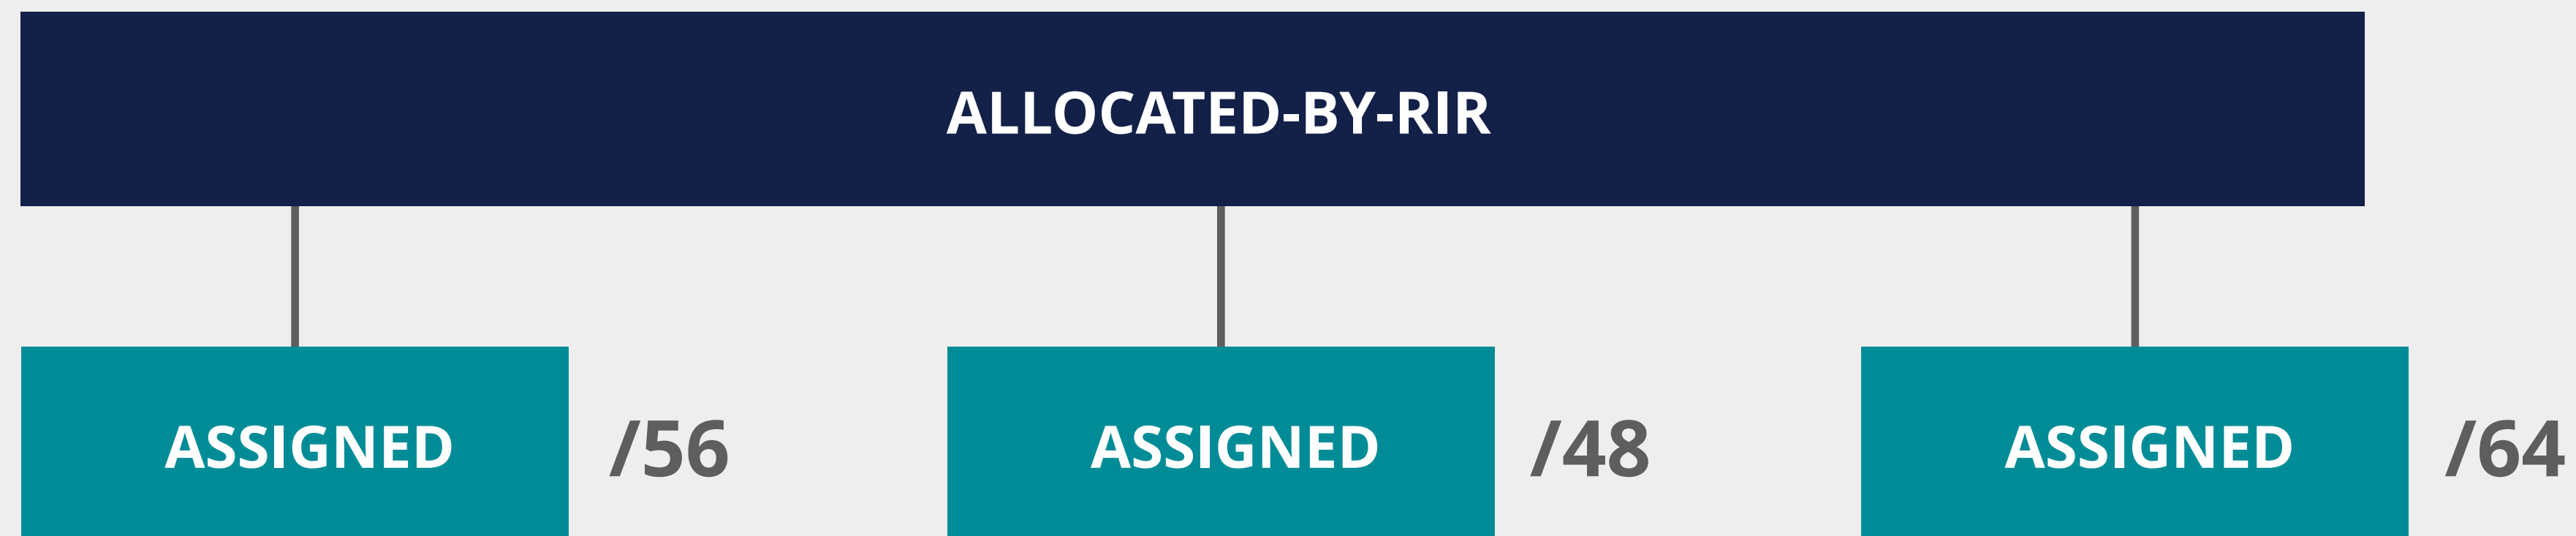 ALLOCATED-BY-RIR
ASSIGNED /56 ASSIGNED /48 ASSIGNED /64